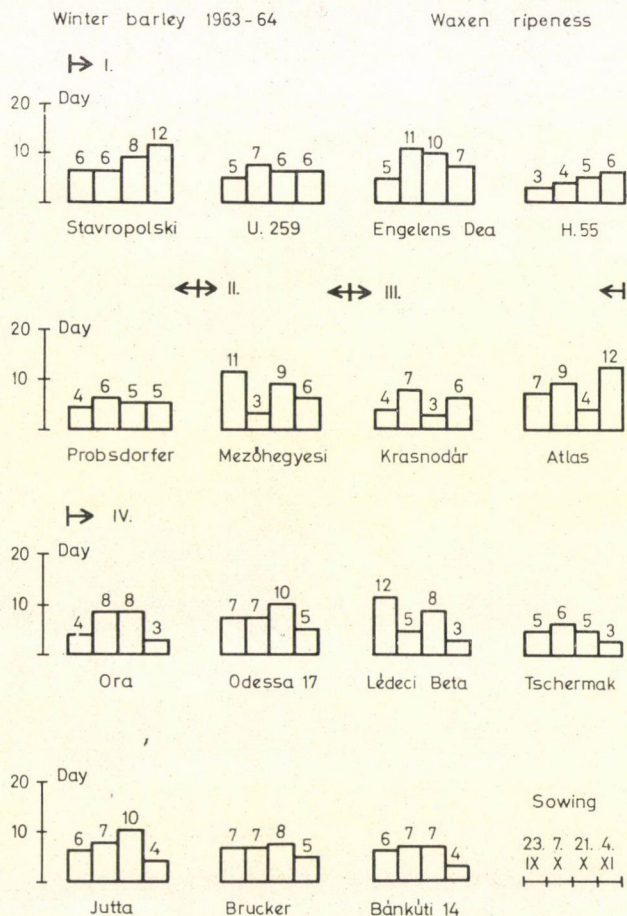 Winter barley 1963-64 Waxen ripeness
I.
20 Day
10 6 6 8 12 5 7 6 6 5 11 10 7 3 4 5 6
Stavropolski U. 259 Engelens Dea H. 55
II. III.
20 Day
10 4 6 5 5 11 3 9 6 4 7 3 6 7 9 4 12
Probsdorfer Mezőhegyesi Krasnodár Atlas
IV.
20 Day
10 4 8 8 3 7 7 10 5 12 5 8 3 5 6 5 3
Ora Odessa 17 Lédeci Beta Tschermak
20 Day
10 6 7 10 4 7 7 8 5 6 7 7 4
Sowing
23. 7. 21. 4.
IX X X XI
Jutta Brucker Bánkúti 14